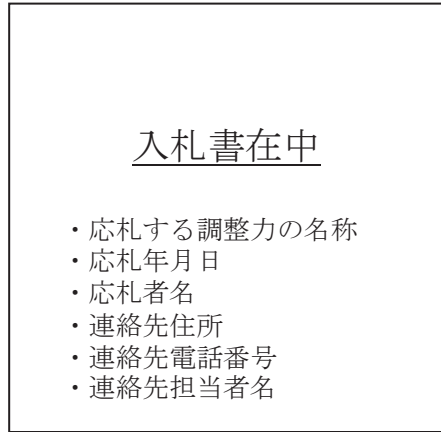 入札書在中
・応札する調整力の名称
・応札年月日
・応札者名
・連絡先住所
・連絡先電話番号
・連絡先担当者名